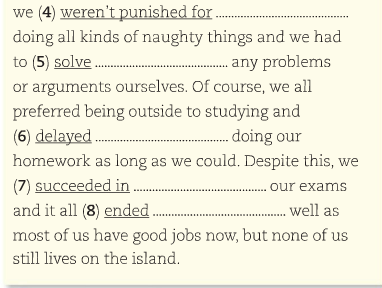 we (4) weren't punished for ........................................
doing all kinds of naughty things and we had
to (5) solve ........................................ any problems
or arguments ourselves. Of course, we all
preferred being outside to studying and
(6) delayed ........................................ doing our
homework as long as we could. Despite this, we
(7) succeeded in ........................................ our exams
and it all (8) ended ........................................ well as
most of us have good jobs now, but none of us
still lives on the island.